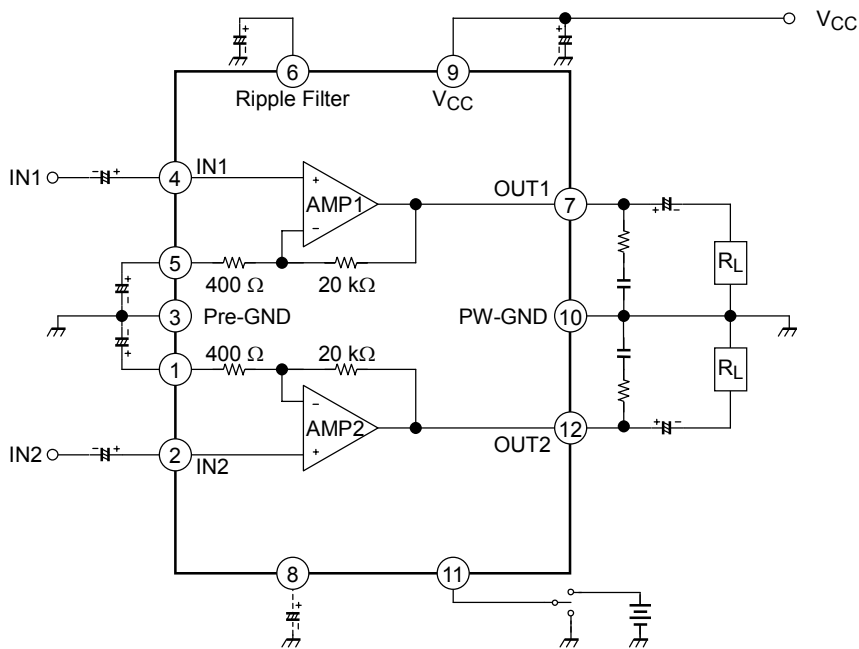 VCC
6
9
Ripple Filter
VCC
IN1
4
IN1
+
AMP1
−
OUT1
7
5
400 Ω
20 kΩ
RL
3
Pre-GND
PW-GND
10
1
400 Ω
20 kΩ
RL
−
AMP2
+
OUT2
12
IN2
2
IN2
8
11